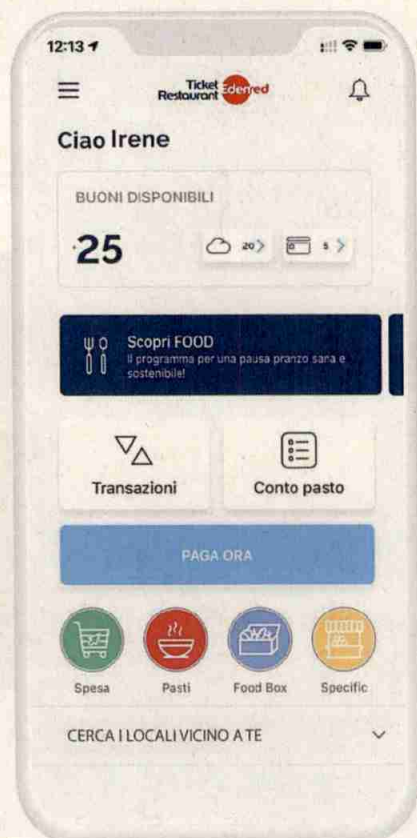 12:13
Ticket
Restaurant Edenred
Ciao Irene
BUONI DISPONIBILI
25
20
5
Scopri FOOD
Il programma per una pausa pranzo sana e
sostenibile!
Transazioni
Conto pasto
PAGA ORA
Spesa
Pasti
Food Box
Specific
CERCA I LOCALI VICINO A TE